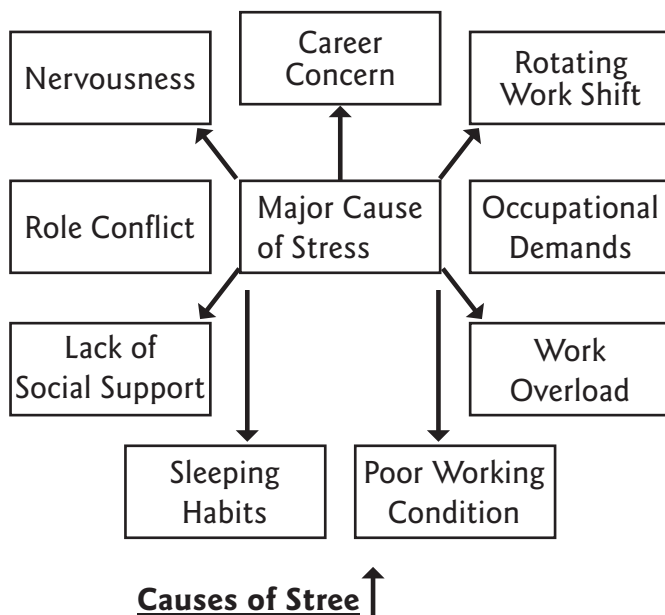 Nervousness
Career
Concern
Rotating
Work Shift
Role Conflict
Major Cause
of Stress
Occupational
Demands
Lack of
Social Support
Work
Overload
Sleeping
Habits
Poor Working
Condition
Causes of Stree